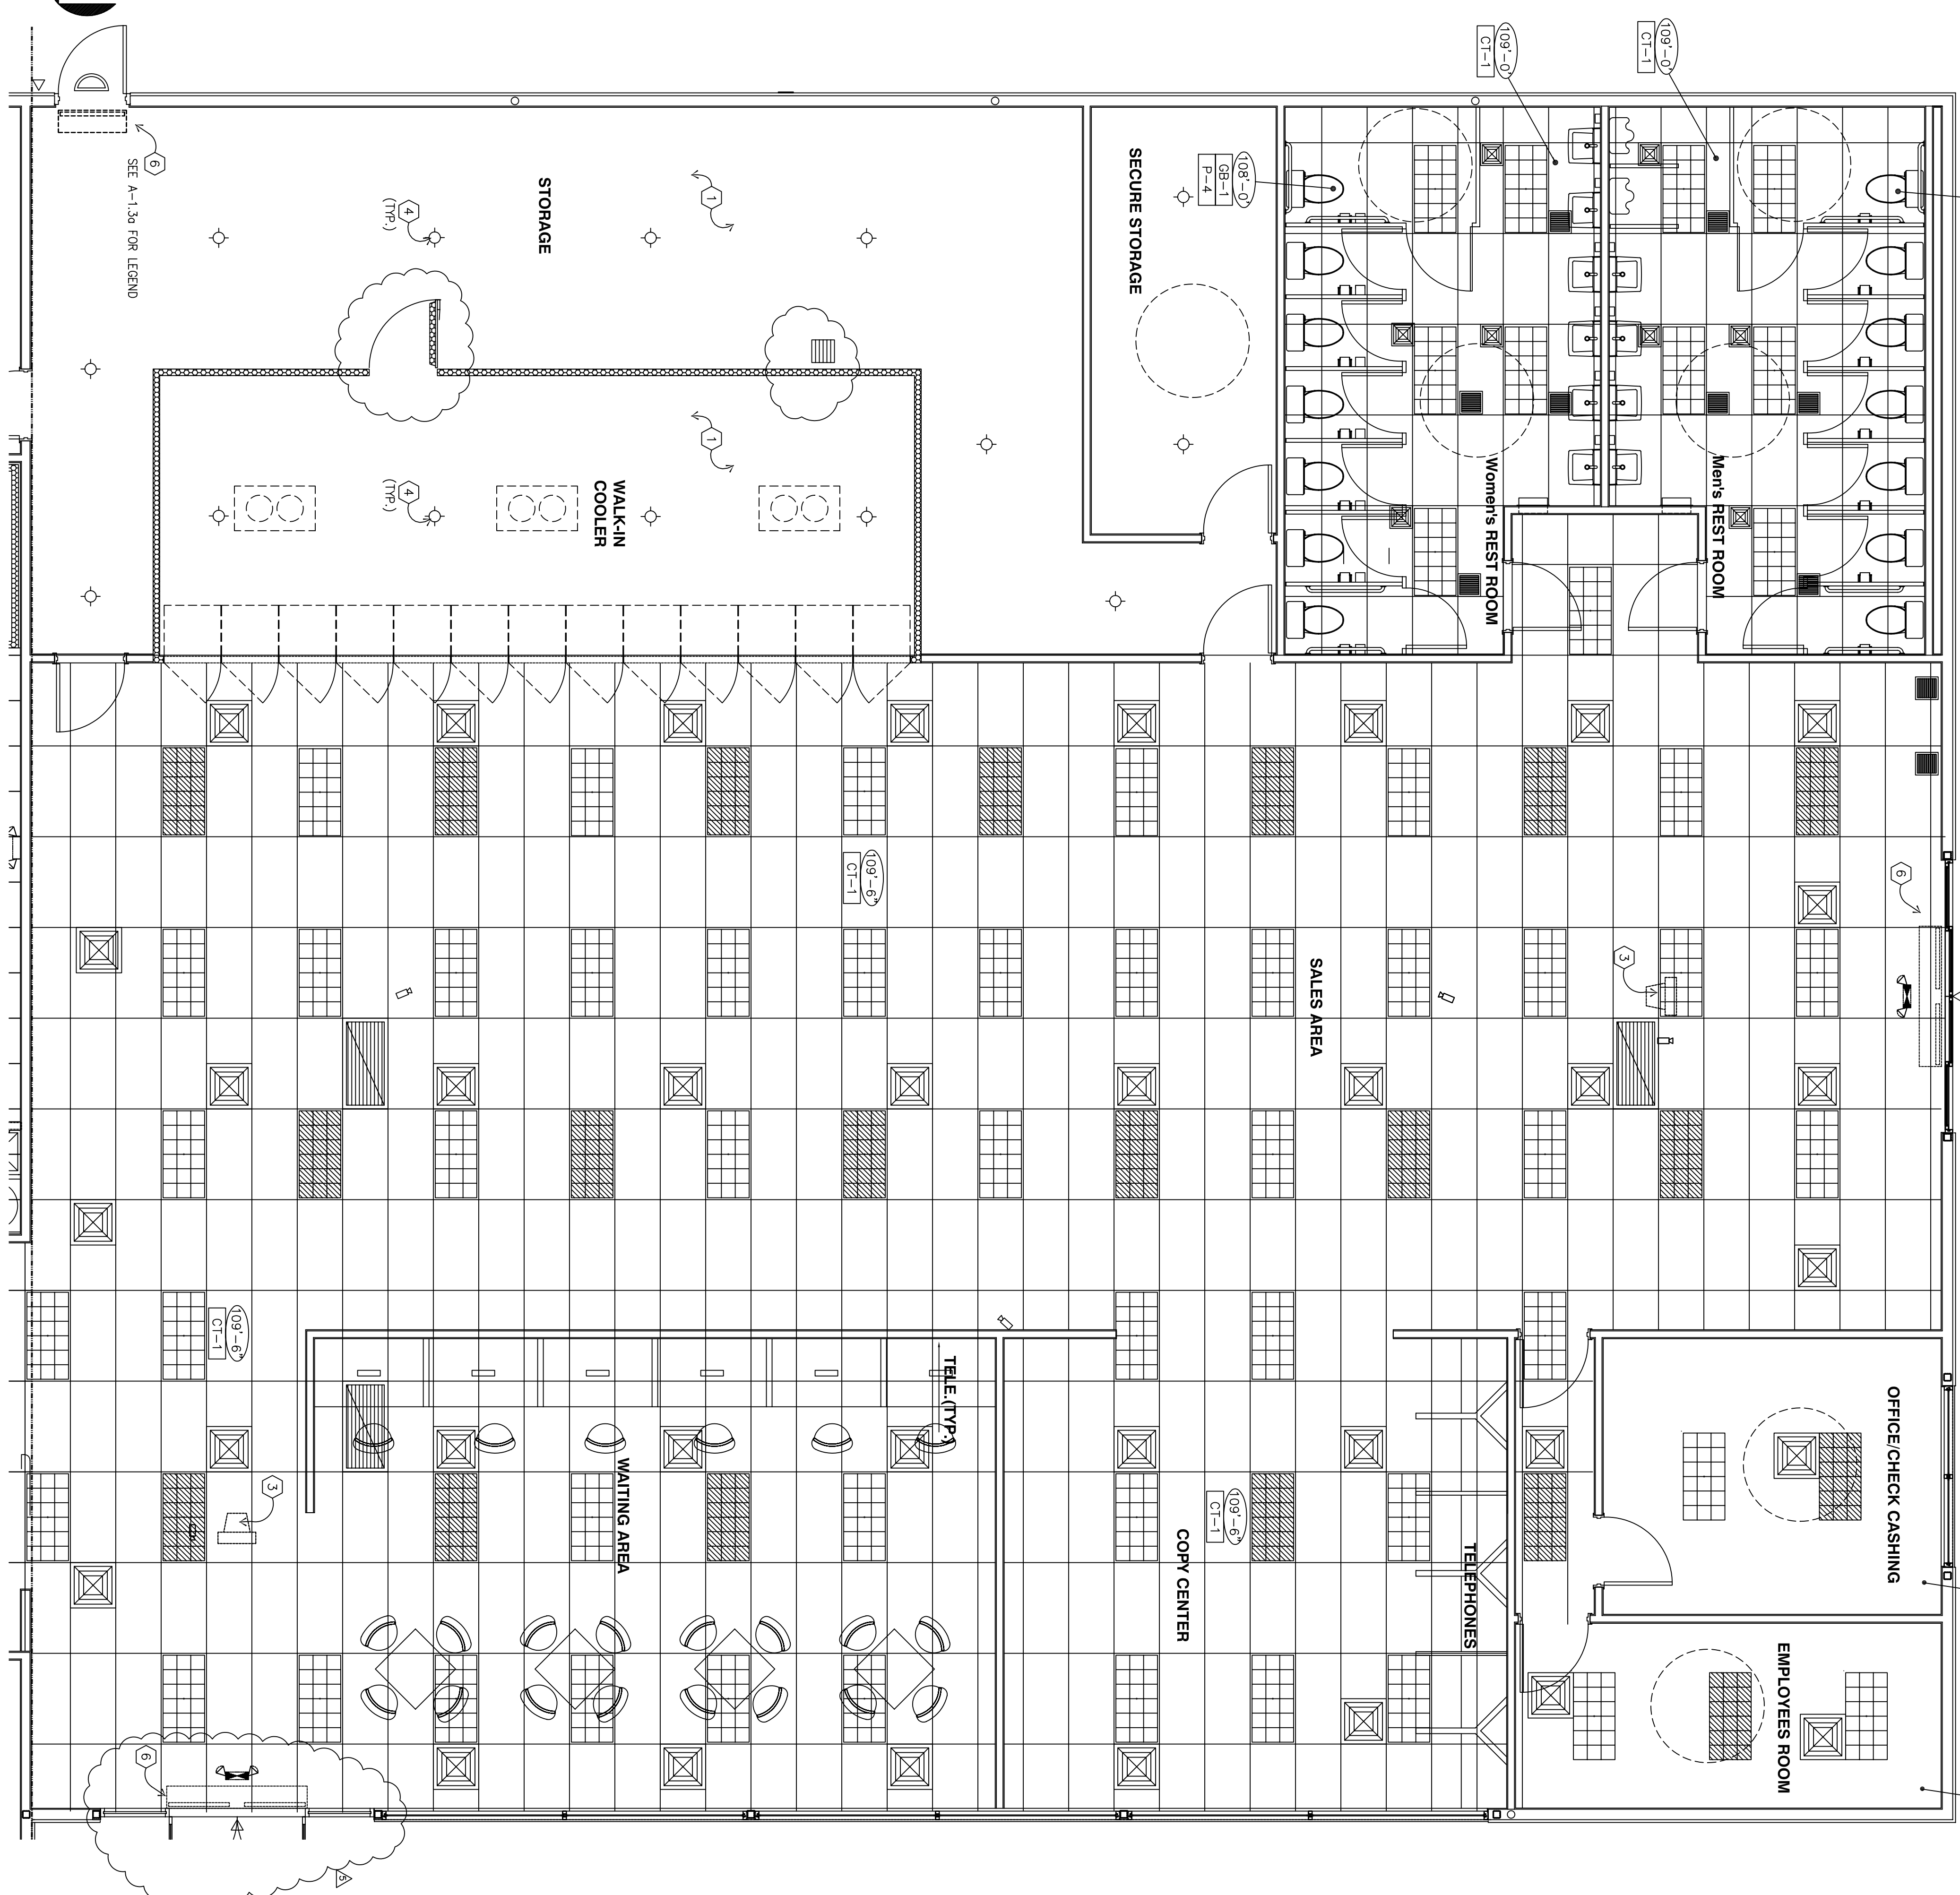 109'-0"
CT-1
109'-0"
CT-1
6
SEE A-1.3a FOR LEGEND
STORAGE
4
(TYP.)
1
SECURE STORAGE
108'-0"
GB-1
P-4
Women's REST ROOM
Men's REST ROOM
1
4
(TYP.)
WALK-IN
COOLER
109'-6"
CT-1
SALES AREA
3
6
109'-6"
CT-1
TELE.(TYP.)
WAITING AREA
3
COPY CENTER
109'-6"
CT-1
TELEPHONES
OFFICE/CHECK CASHING
EMPLOYEES ROOM
6
5